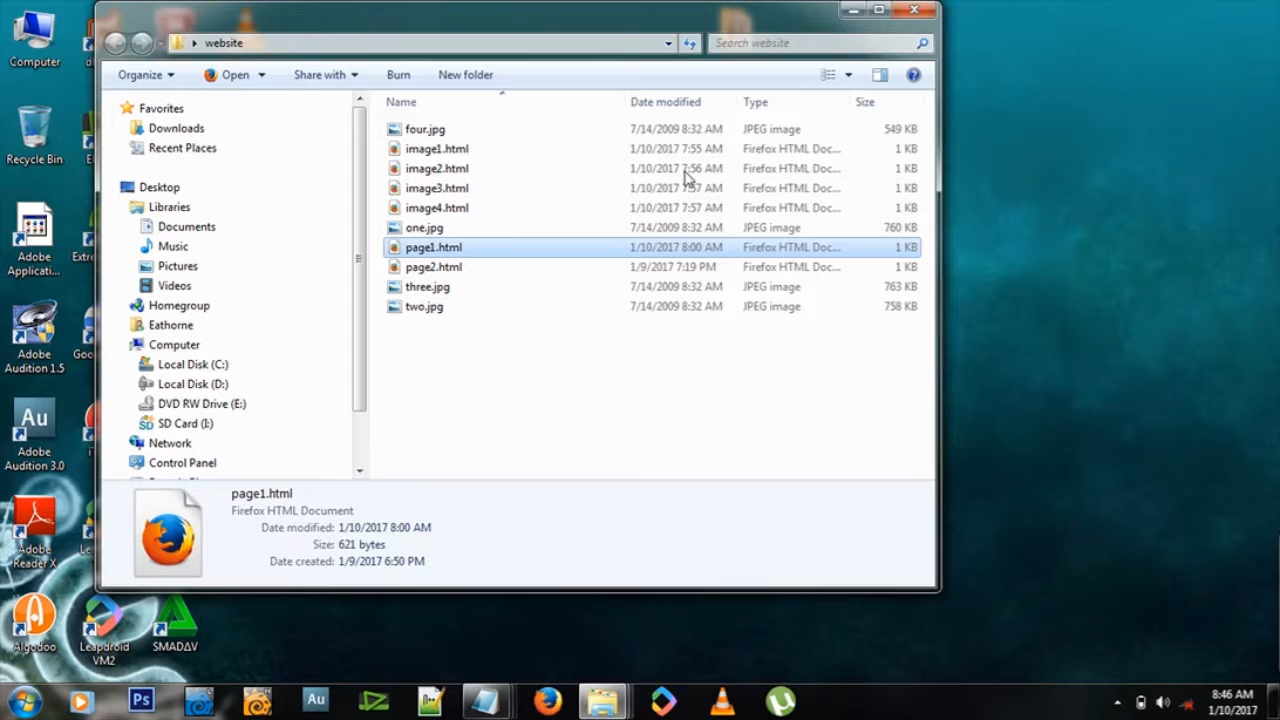 Computer
Recycle Bin
Adobe
Applicati...
Adobe
Audition 1.5
Adobe
Audition 3.0
Adobe
Reader X
Algodoo
Leapdroid
VM2
SMADΔV
website
Search website
Organize
Open
Share with
Burn
New folder
Favorites
Downloads
Recent Places
Desktop
Libraries
Documents
Music
Pictures
Videos
Homegroup
Eathorne
Computer
Local Disk (C:)
Local Disk (D:)
DVD RW Drive (E:)
SD Card (I:)
Network
Control Panel
Name Date modified Type Size
four.jpg 7/14/2009 8:32 AM JPEG image 549 KB
image1.html 1/10/2017 7:55 AM Firefox HTML Doc... 1 KB
image2.html 1/10/2017 7:56 AM Firefox HTML Doc... 1 KB
image3.html 1/10/2017 7:57 AM Firefox HTML Doc... 1 KB
image4.html 1/10/2017 7:57 AM Firefox HTML Doc... 1 KB
one.jpg 7/14/2009 8:32 AM JPEG image 760 KB
page1.html 1/10/2017 8:00 AM Firefox HTML Doc... 1 KB
page2.html 1/9/2017 7:19 PM Firefox HTML Doc... 1 KB
three.jpg 7/14/2009 8:32 AM JPEG image 763 KB
two.jpg 7/14/2009 8:32 AM JPEG image 758 KB
page1.html
Firefox HTML Document
Date modified: 1/10/2017 8:00 AM
Size: 621 bytes
Date created: 1/9/2017 6:50 PM
Au
Ps
Au
8:46 AM
1/10/2017